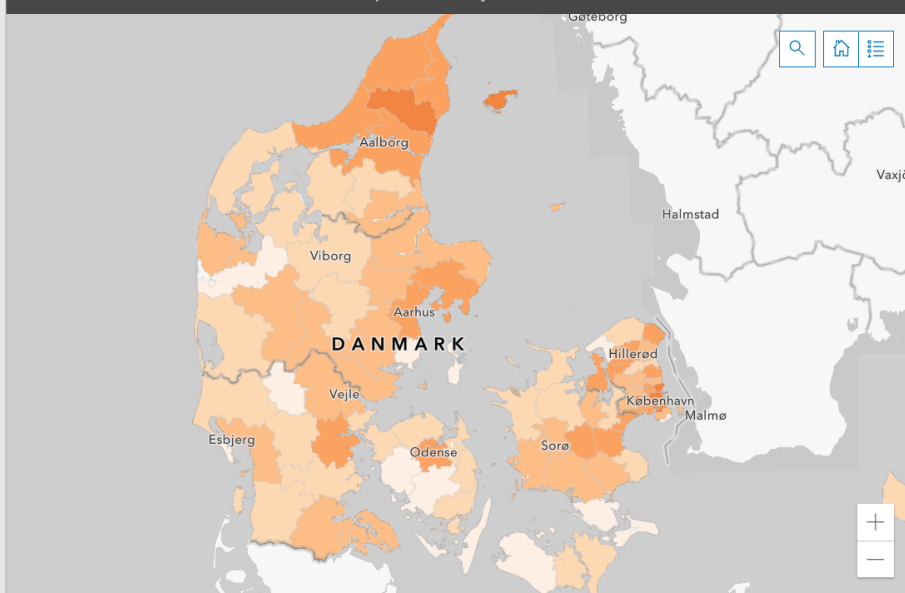 Göteborg
Aalborg
Vaxjö
Halmstad
Viborg
Aarhus
DANMARK
Hillerød
Vejle
København
Malmø
Esbjerg
Sorø
Odense
+
−